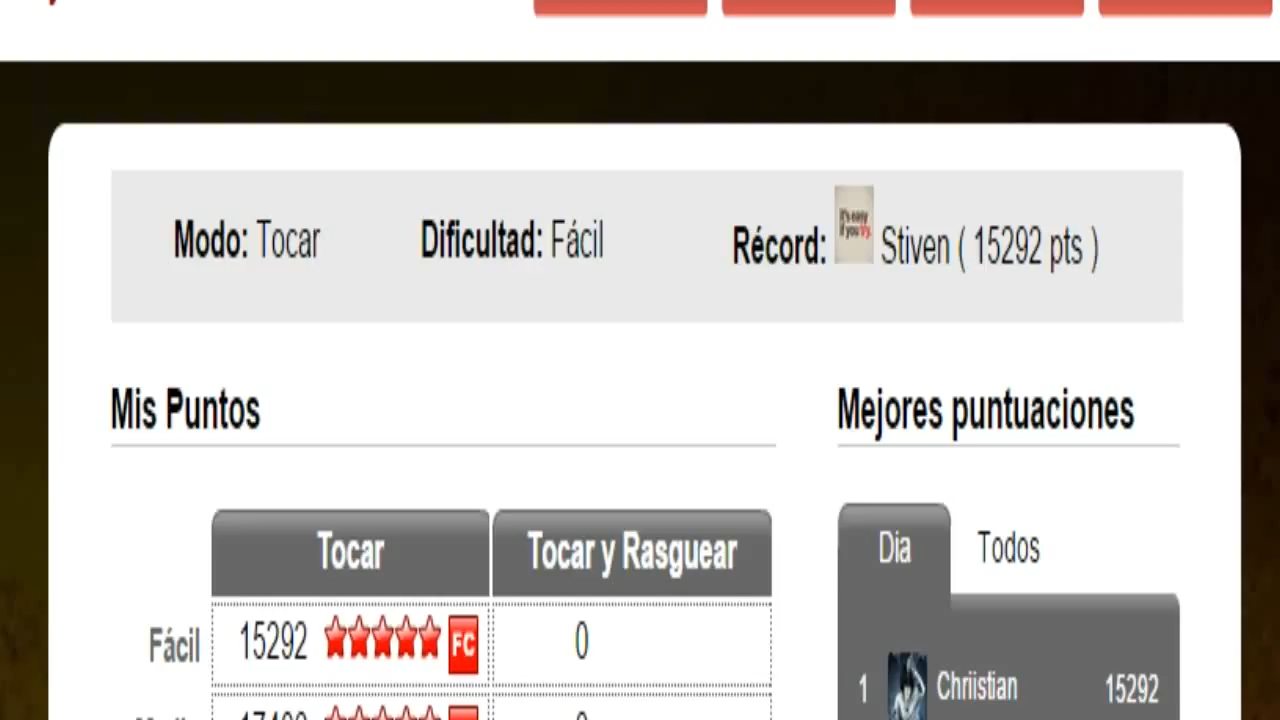 Modo: Tocar Dificultad: Fácil Récord: Stiven ( 15292 pts )
Mis Puntos
Mejores puntuaciones
Tocar Tocar y Rasguear
Dia Todos
Fácil 15292 FC 0
1 Chriistian 15292